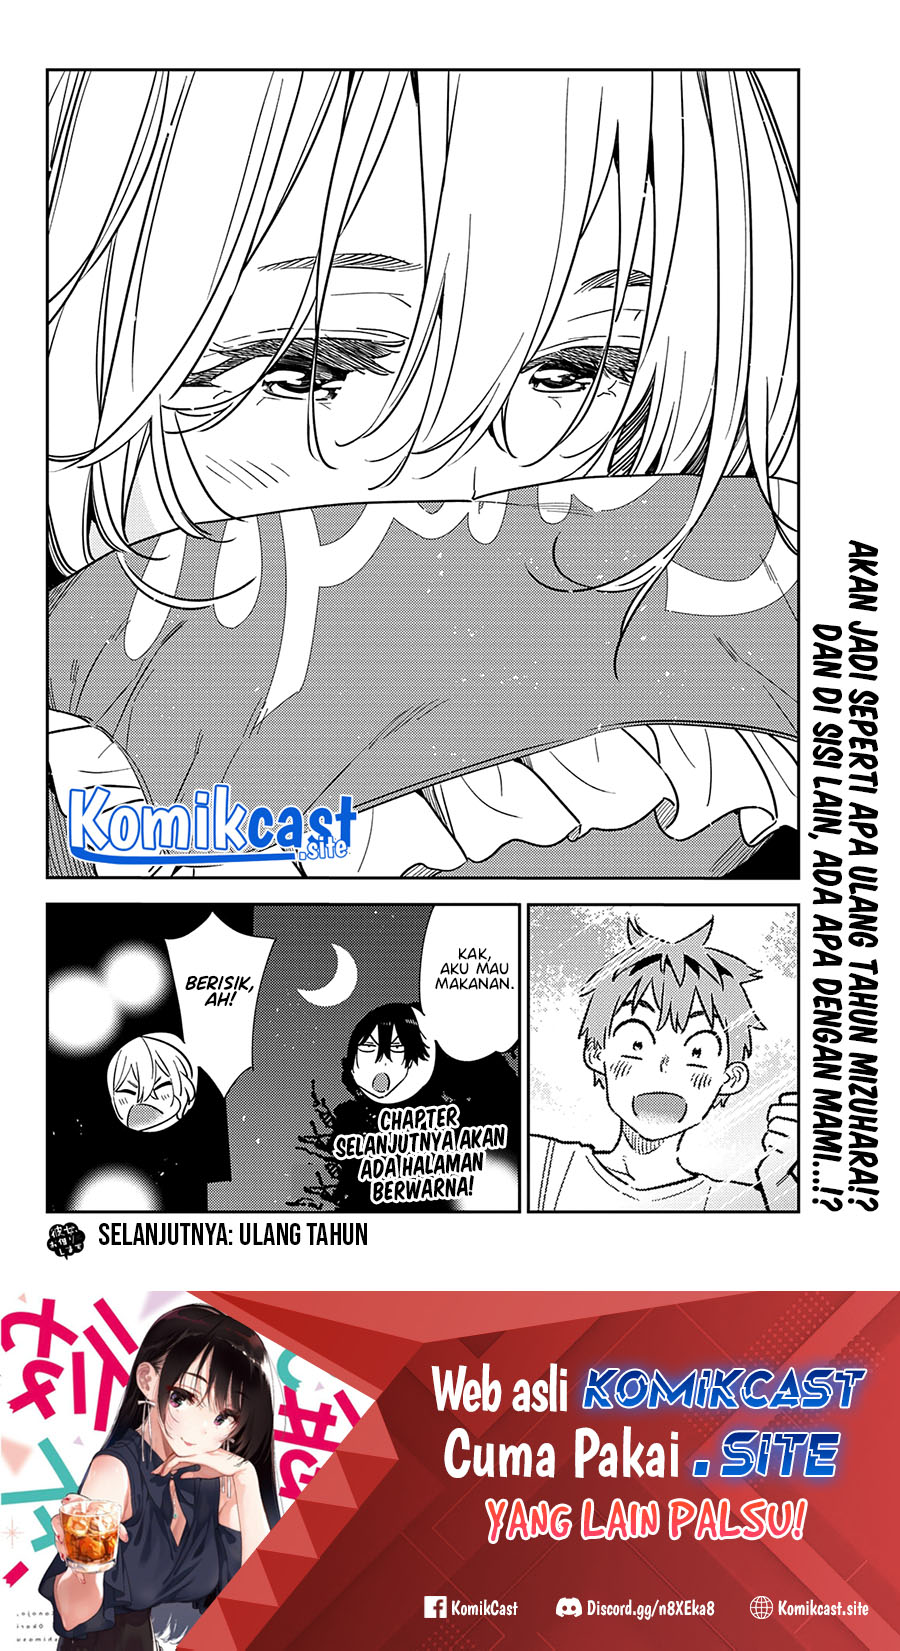 AKAN JADI SEPERTI APA ULANG TAHUN MIZUHARA!?
DAN DI SISI LAIN, ADA APA DENGAN MAMI...!?
Komikcast
.site
KAK,
AKU MAU
MAKANAN.
BERISIK,
AH!
CHAPTER
SELANJUTNYA AKAN
ADA HALAMAN
BERWARNA!
SELANJUTNYA: ULANG TAHUN
Web asli KOMIKCAST
Cuma Pakai .SITE
YANG LAIN PALSU!
KomikCast
Discord.gg/n8XEka8
Komikcast.site